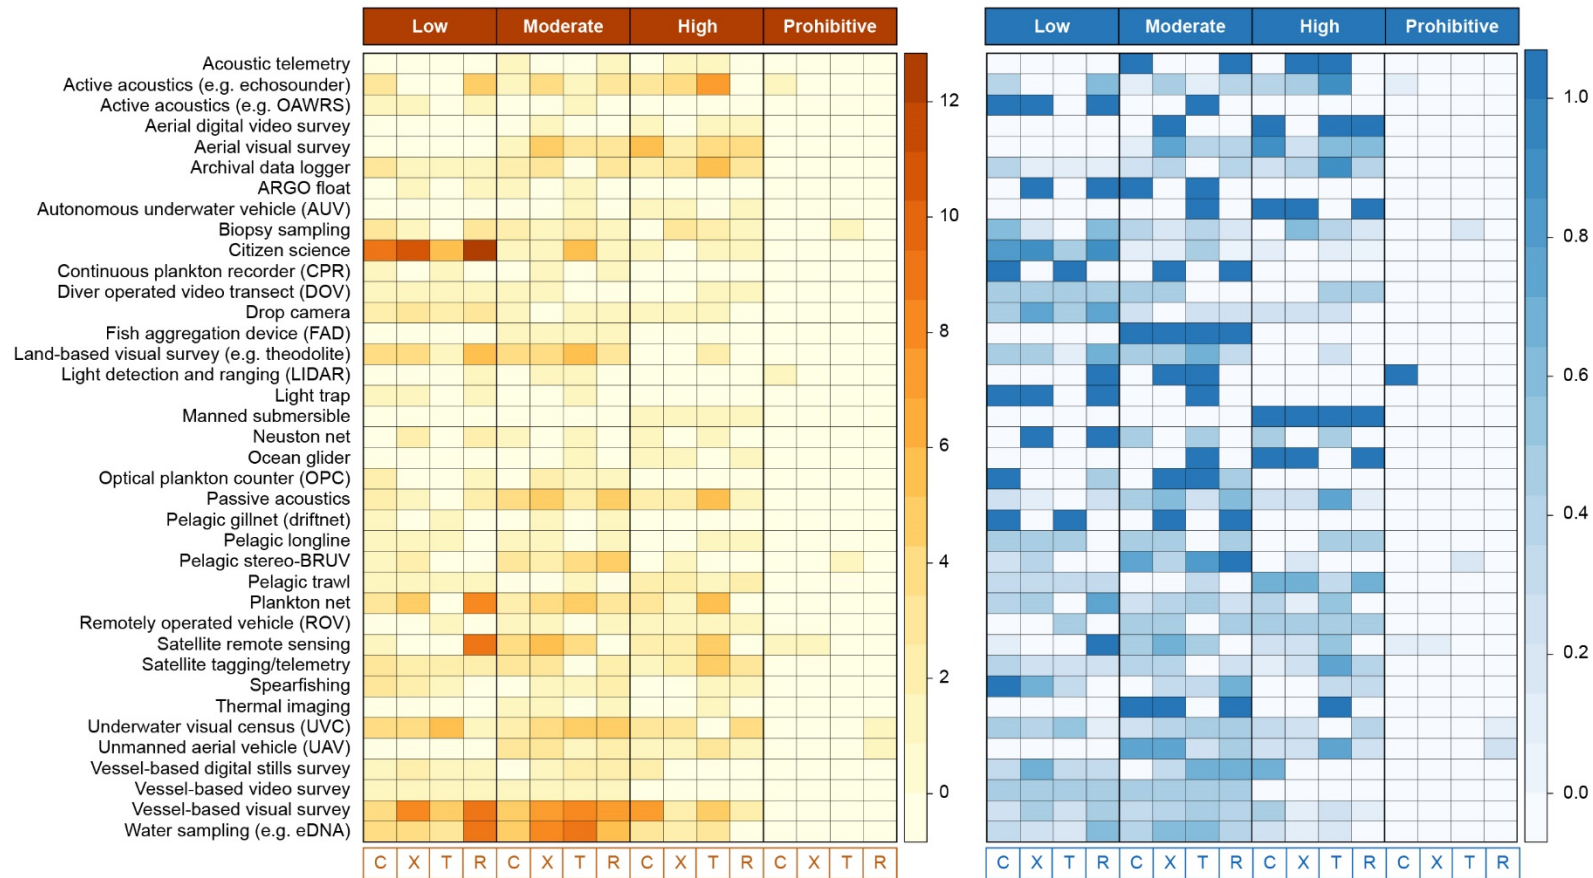 Low Moderate High Prohibitive
Low Moderate High Prohibitive
Acoustic telemetry
Active acoustics (e.g. echosounder)
Active acoustics (e.g. OAWRS)
Aerial digital video survey
Aerial visual survey
Archival data logger
ARGO float
Autonomous underwater vehicle (AUV)
Biopsy sampling
Citizen science
Continuous plankton recorder (CPR)
Diver operated video transect (DOV)
Drop camera
Fish aggregation device (FAD)
Land-based visual survey (e.g. theodolite)
Light detection and ranging (LIDAR)
Light trap
Manned submersible
Neuston net
Ocean glider
Optical plankton counter (OPC)
Passive acoustics
Pelagic gillnet (driftnet)
Pelagic longline
Pelagic stereo-BRUV
Pelagic trawl
Plankton net
Remotely operated vehicle (ROV)
Satellite remote sensing
Satellite tagging/telemetry
Spearfishing
Thermal imaging
Underwater visual census (UVC)
Unmanned aerial vehicle (UAV)
Vessel-based digital stills survey
Vessel-based video survey
Vessel-based visual survey
Water sampling (e.g. eDNA)
12
10
8
6
4
2
0
1.0
0.8
0.6
0.4
0.2
0.0
C X T R C X T R C X T R C X T R
C X T R C X T R C X T R C X T R